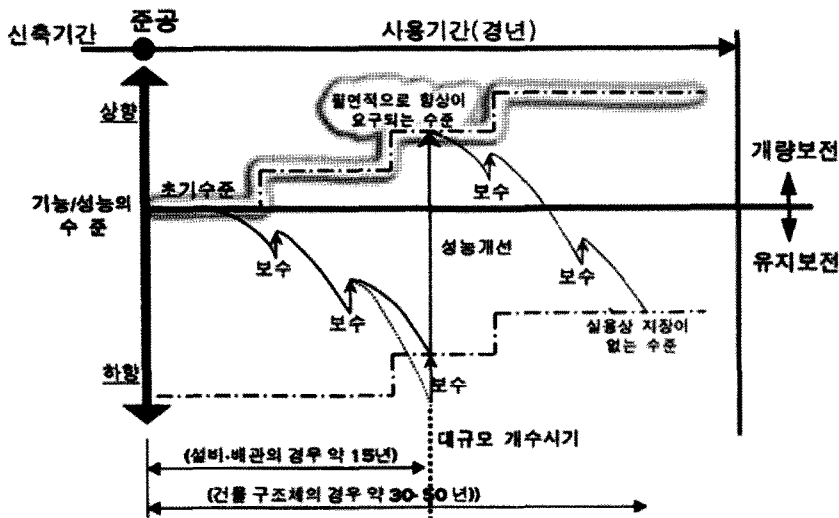 준공
신축기간
사용기간(경년)
상향
필연적으로 향상이
요구되는 수준
개량보전
초기수준
보수
기능/성능의
수 준
성능개선
유지보전
보수
보수
보수
실용상 지장이
없는 수준
하향
보수
대규모 개수시기
(설비·배관의 경우 약 15년)
(건물 구조체의 경우 약 30-50 년))